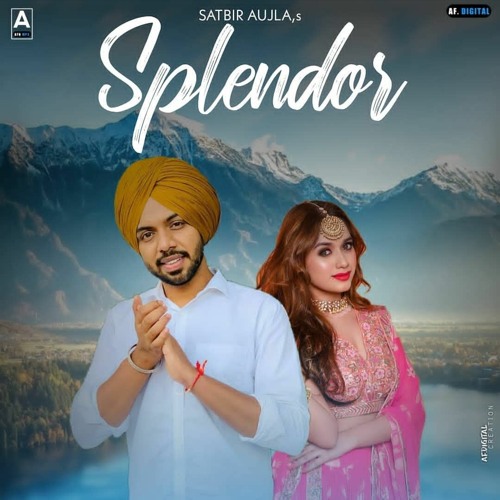 A
AF. DIGITAL
SATBIR AUJLA,s
Splendor
AFDIGITAL
CREATION